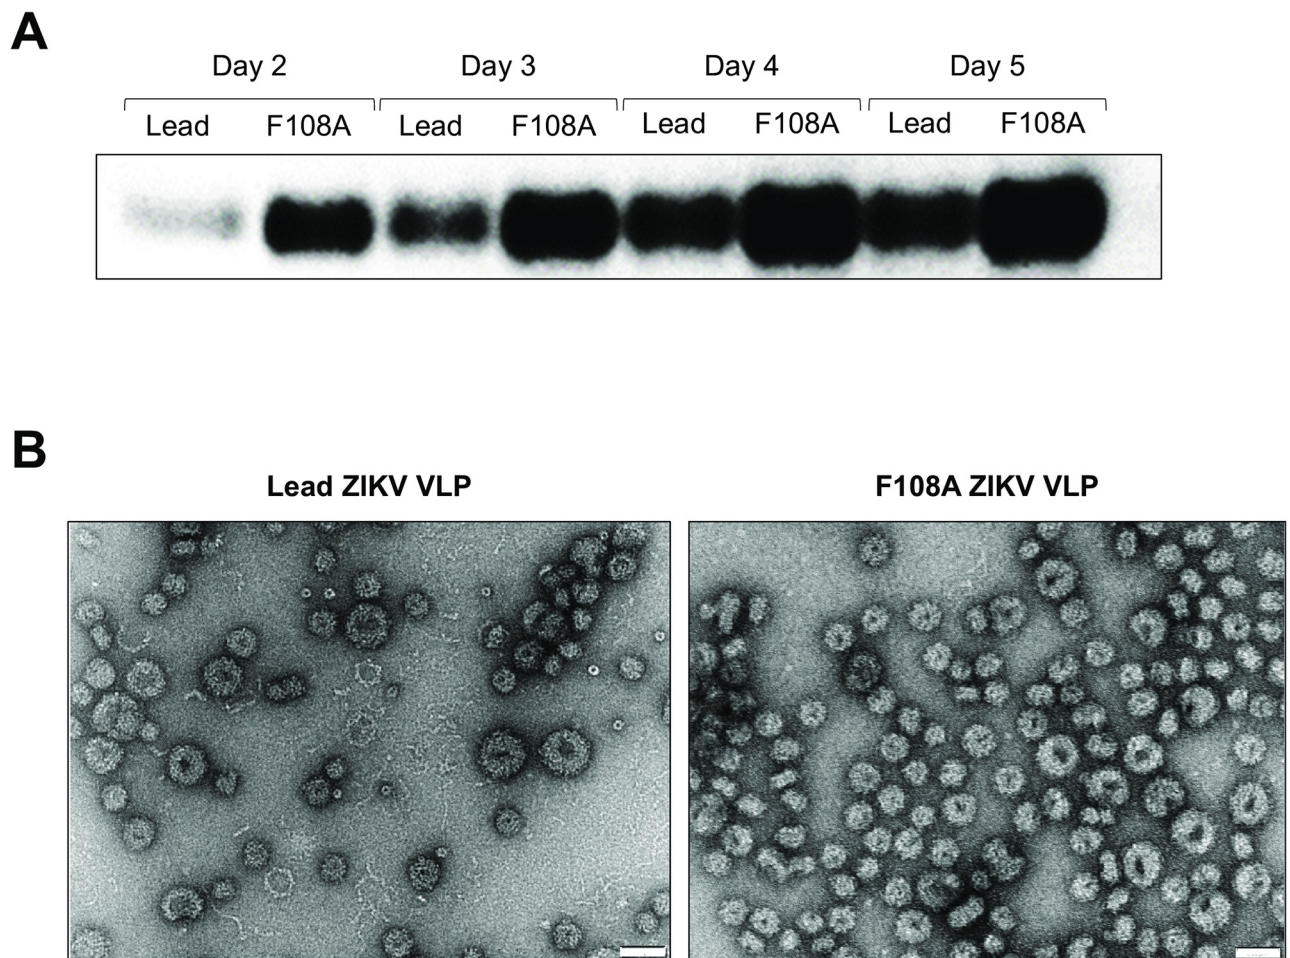 A
Day 2 Day 3 Day 4 Day 5
Lead F108A Lead F108A Lead F108A Lead F108A
B
Lead ZIKV VLP F108A ZIKV VLP